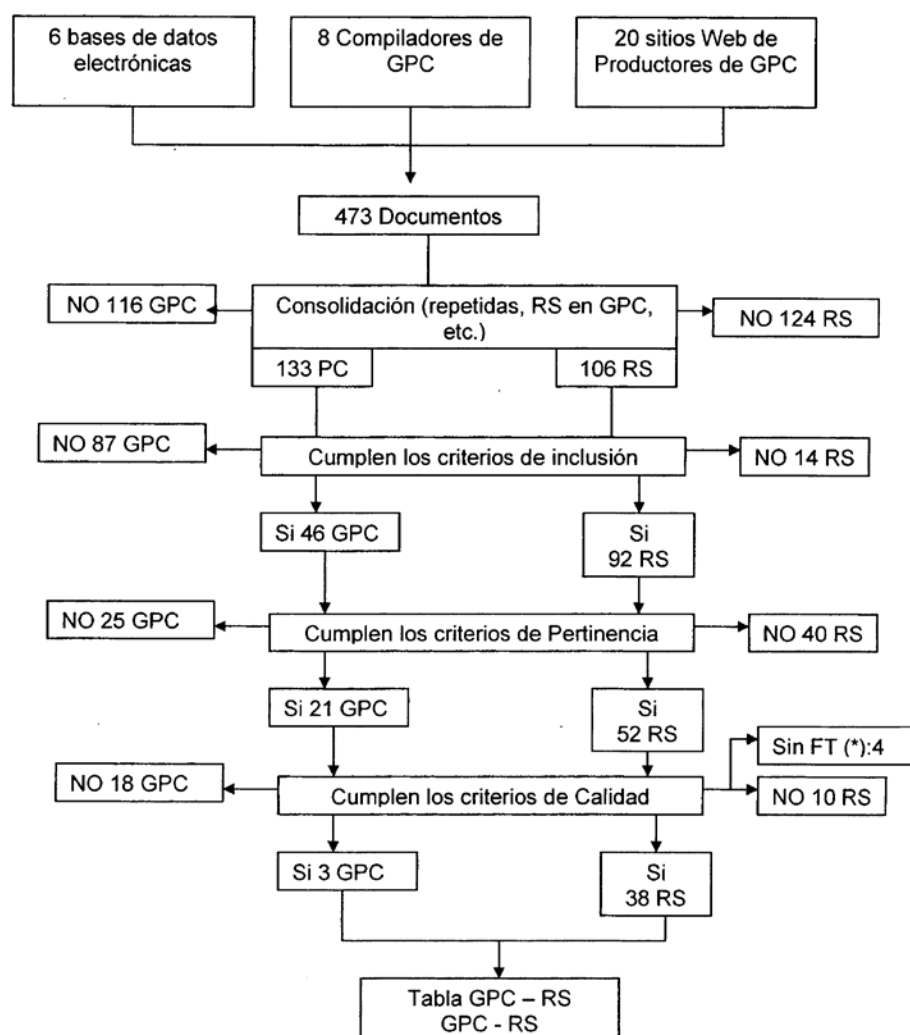 6 bases de datos
electrónicas
8 Compiladores de
GPC
20 sitios Web de
Productores de GPC
473 Documentos
NO 116 GPC
Consolidación (repetidas, RS en GPC,
etc.)
NO 124 RS
133 PC
106 RS
NO 87 GPC
Cumplen los criterios de inclusión
NO 14 RS
Si 46 GPC
Si
92 RS
NO 25 GPC
Cumplen los criterios de Pertinencia
NO 40 RS
Si 21 GPC
Si
52 RS
Sin FT (*):4
NO 18 GPC
Cumplen los criterios de Calidad
NO 10 RS
Si 3 GPC
Si
38 RS
Tabla GPC – RS
GPC - RS